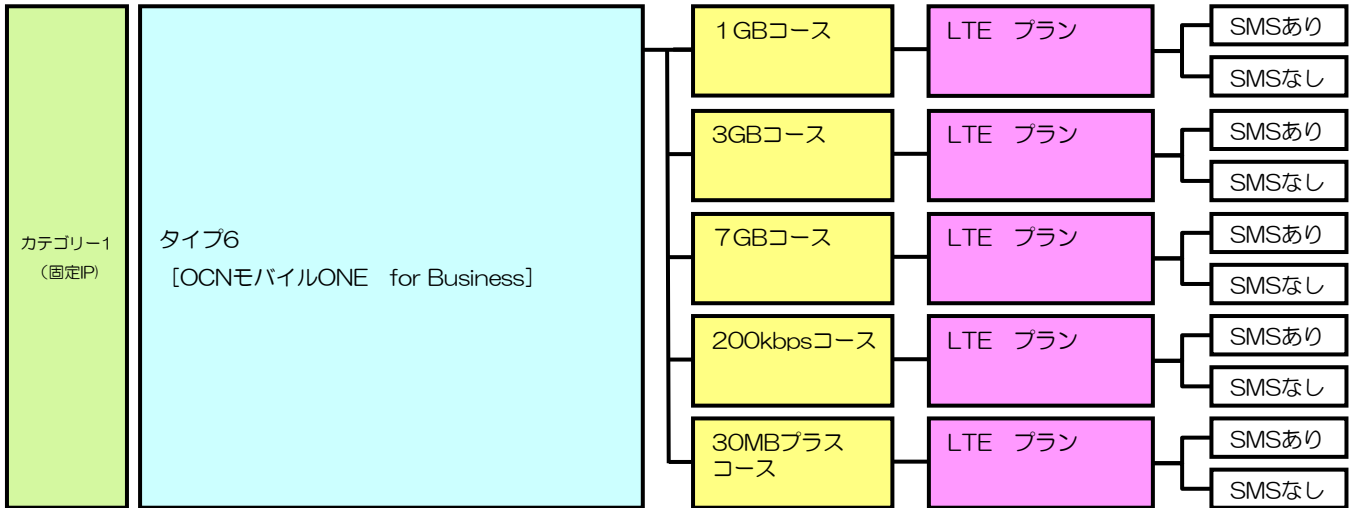 カテゴリー1
（固定IP）
タイプ6
［OCNモバイルONE　for Business］
１GBコース
LTE　プラン
SMSあり
SMSなし
3GBコース
LTE　プラン
SMSあり
SMSなし
７GBコース
LTE　プラン
SMSあり
SMSなし
200kbpsコース
LTE　プラン
SMSあり
SMSなし
30MBプラス
コース
LTE　プラン
SMSあり
SMSなし